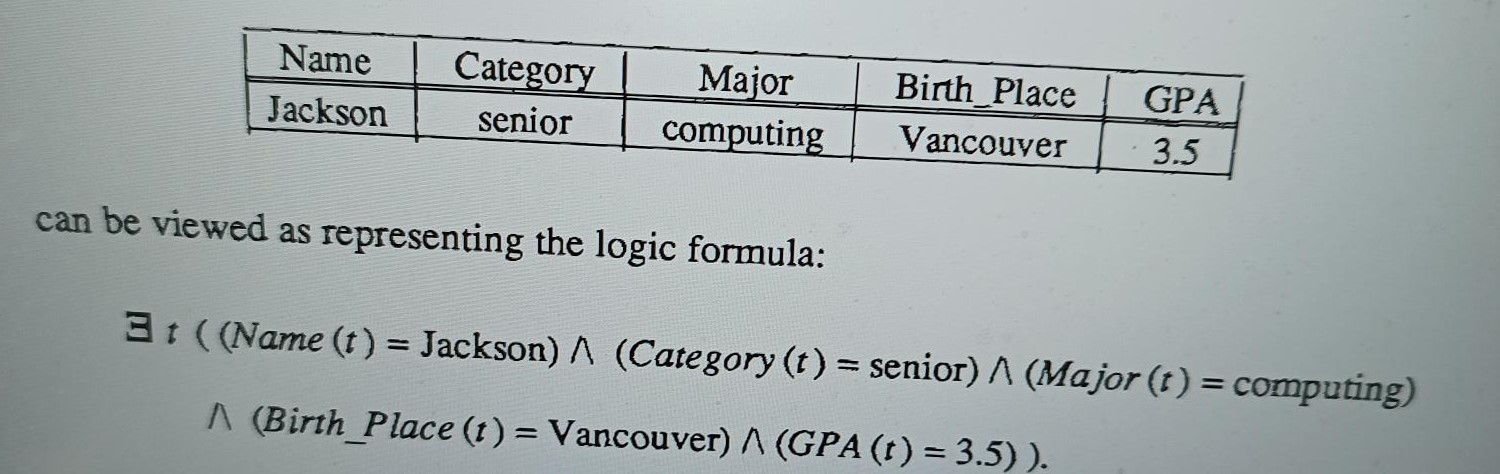 Name Category Major Birth_Place GPA
Jackson senior computing Vancouver 3.5
can be viewed as representing the logic formula:
∃ t ( (Name (t) = Jackson) ∧ (Category (t) = senior) ∧ (Major (t) = computing)
∧ (Birth_Place (t) = Vancouver) ∧ (GPA (t) = 3.5) ).